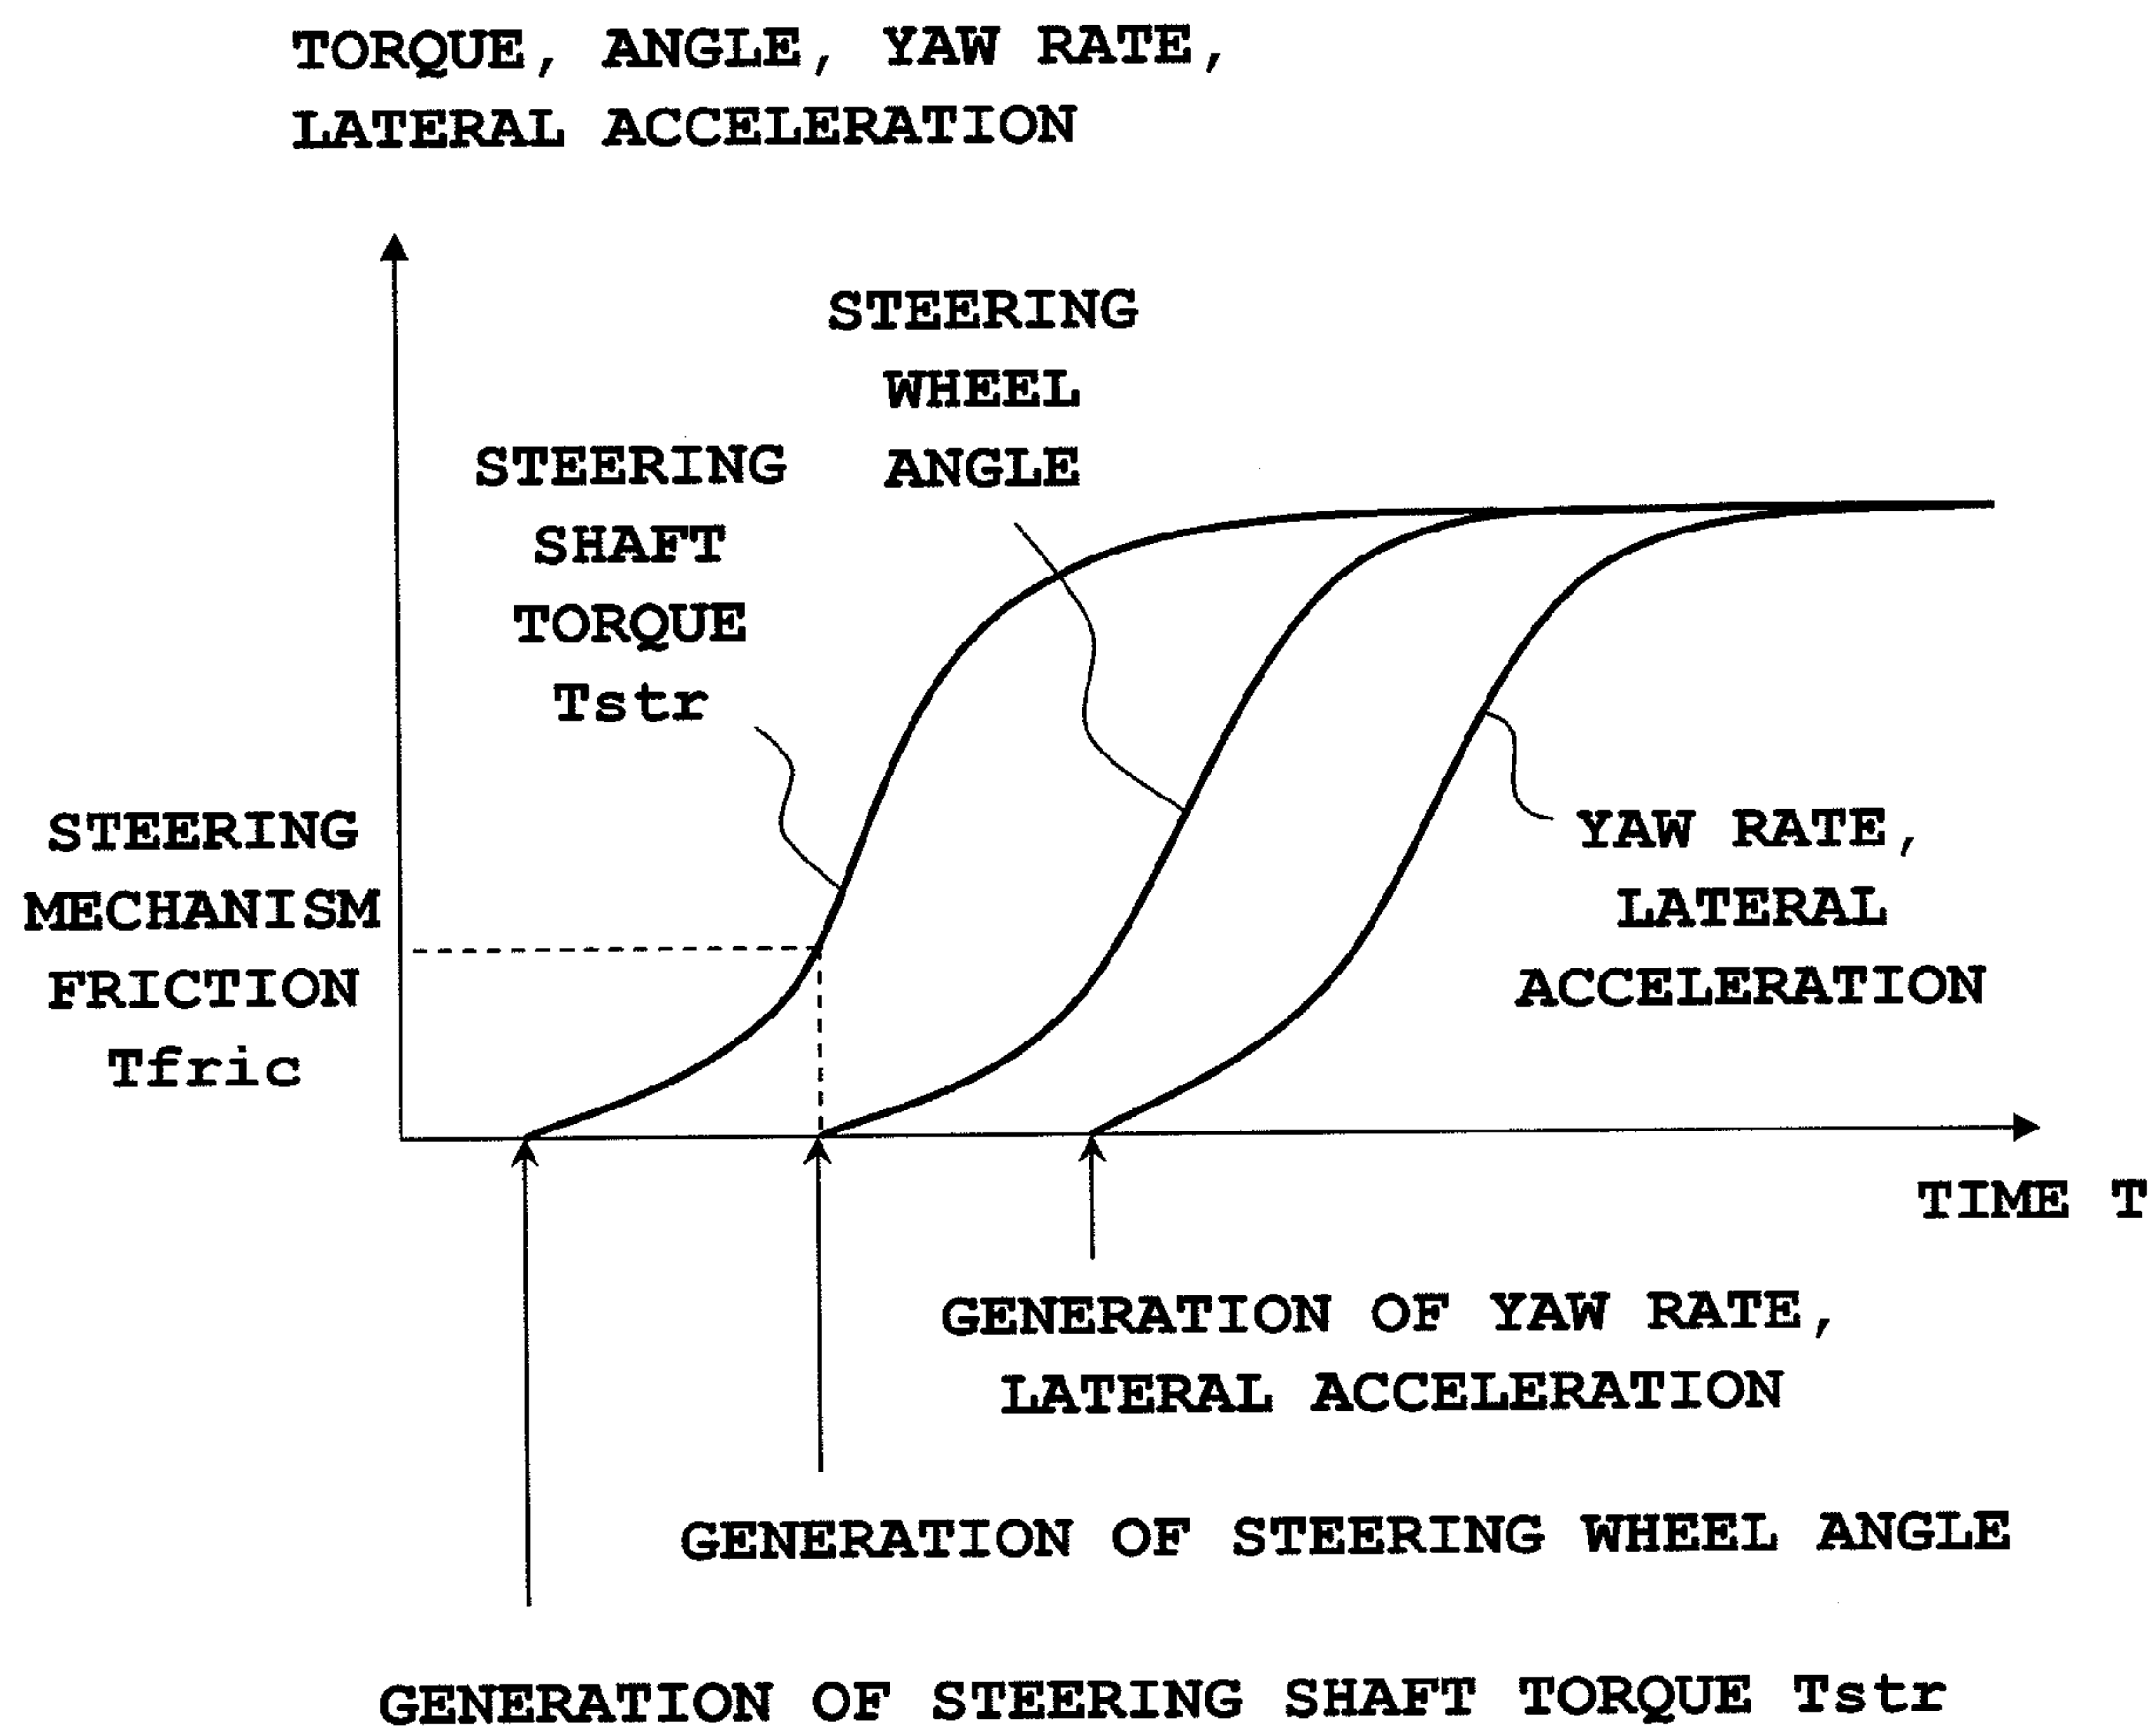 TORQUE, ANGLE, YAW RATE,
LATERAL ACCELERATION
STEERING
WHEEL
ANGLE
STEERING
SHAFT
TORQUE
Tstr
STEERING
MECHANISM
FRICTION
Tfric
YAW RATE,
LATERAL
ACCELERATION
TIME T
GENERATION OF YAW RATE,
LATERAL ACCELERATION
GENERATION OF STEERING WHEEL ANGLE
GENERATION OF STEERING SHAFT TORQUE Tstr